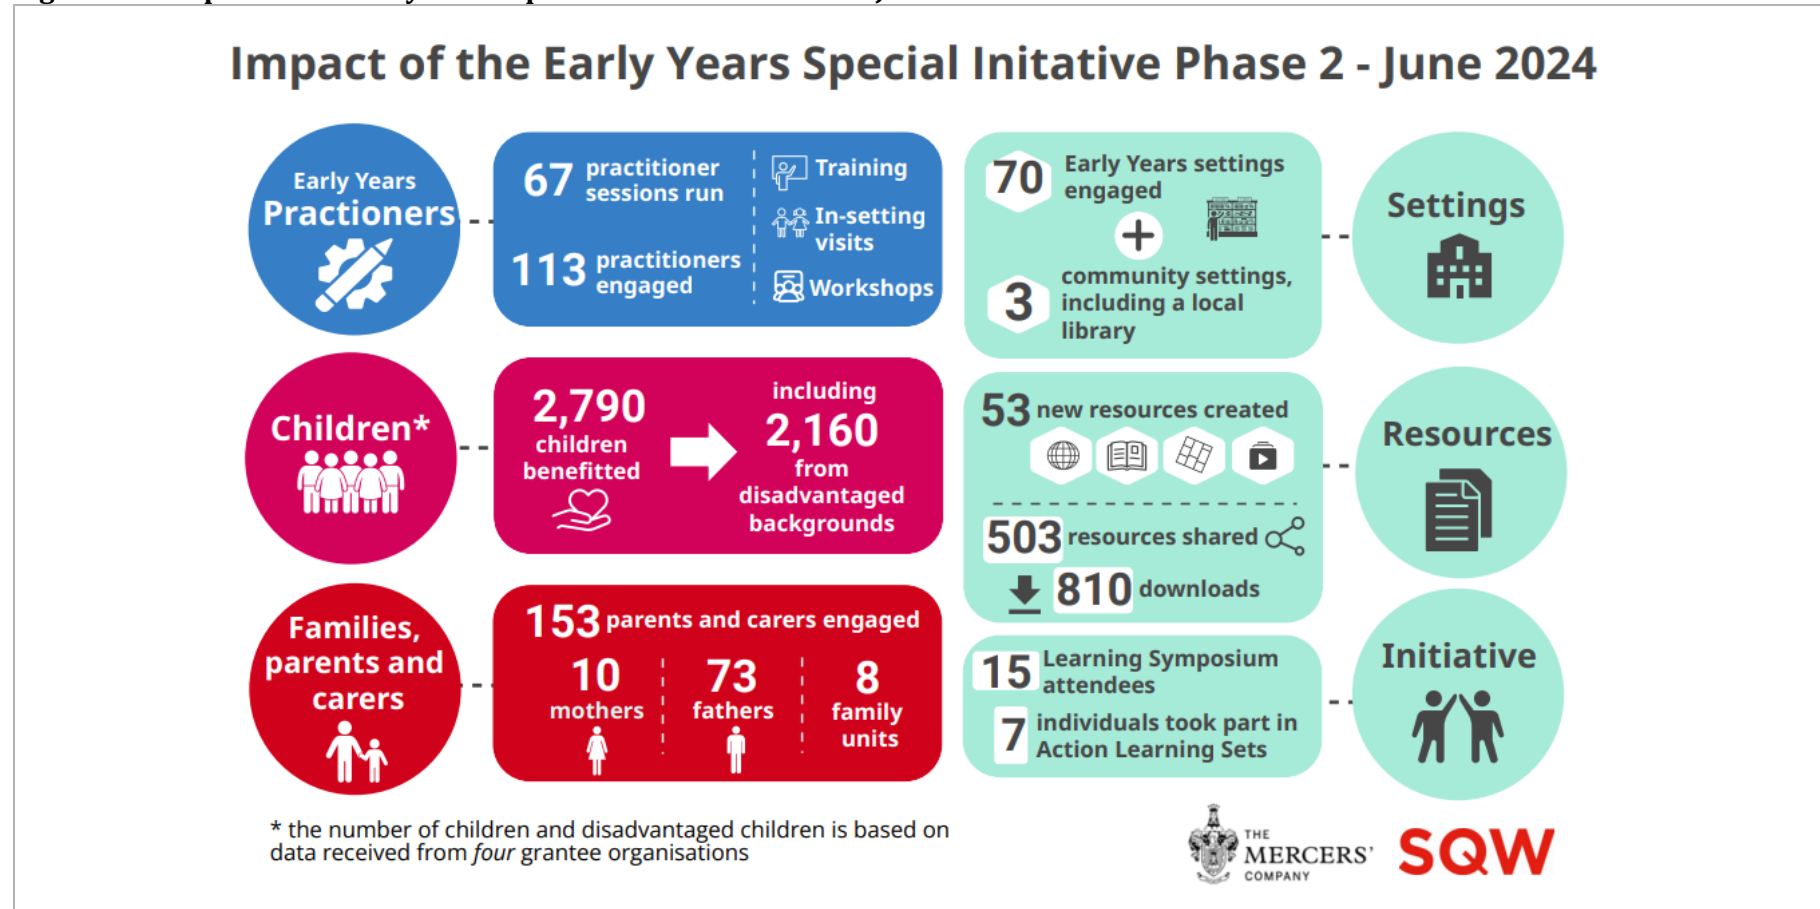 Impact of the Early Years Special Initative Phase 2 - June 2024
Early Years
Practioners
67 practitioner
sessions run
113 practitioners
engaged
Training
In-setting
visits
Workshops
70 Early Years settings
engaged
+
3 community settings,
including a local
library
Settings
Children*
2,790
children
benefitted
including
2,160
from
disadvantaged
backgrounds
53 new resources created
503 resources shared
810 downloads
Resources
Families,
parents and
carers
153 parents and carers engaged
10
mothers
73
fathers
8
family
units
15 Learning Symposium
attendees
7 individuals took part in
Action Learning Sets
Initiative
* the number of children and disadvantaged children is based on
data received from four grantee organisations
THE
MERCERS'
COMPANY
SQW